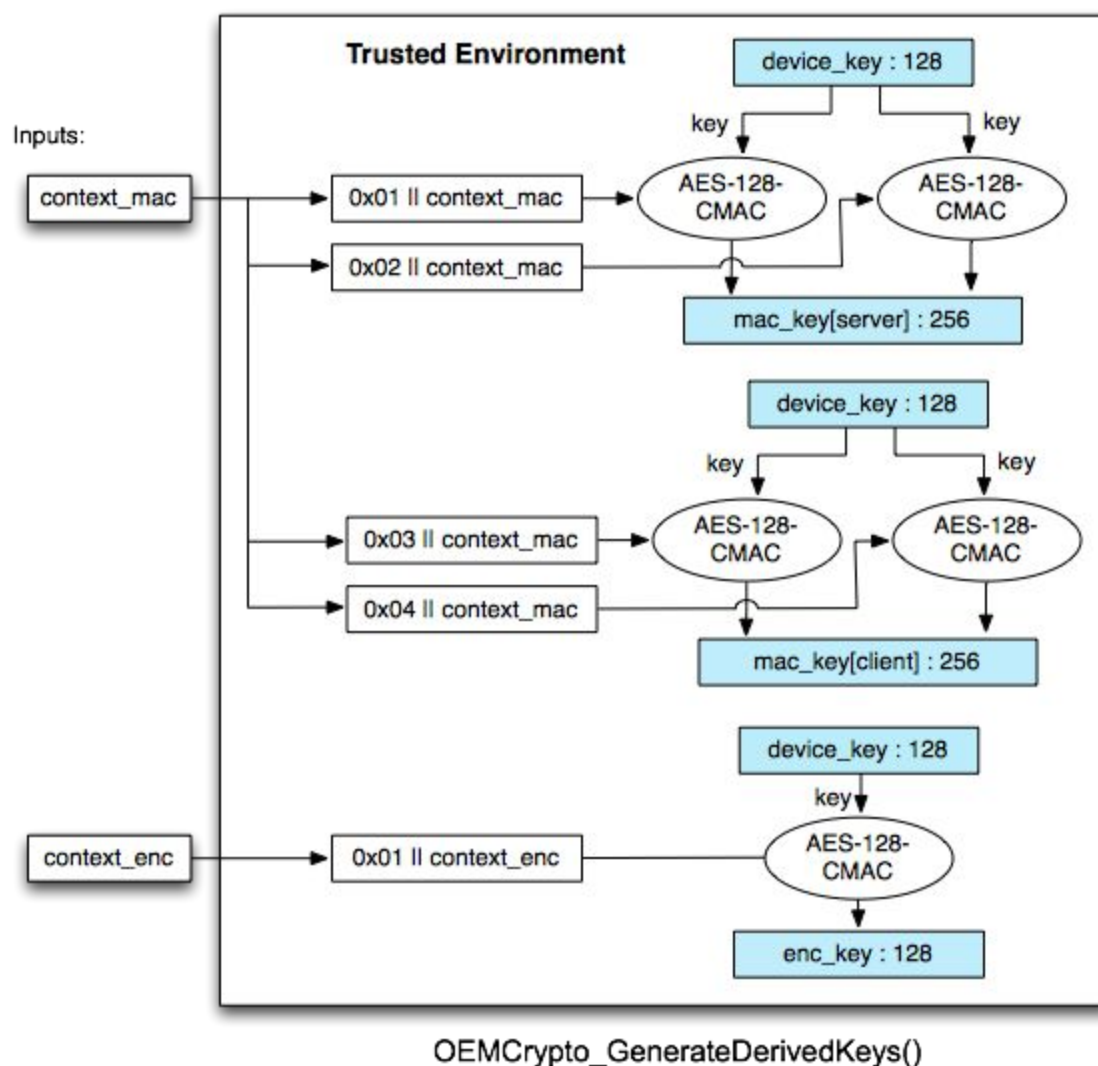 Trusted Environment
device_key : 128
Inputs:
key
key
context_mac
0x01 || context_mac
AES-128-
CMAC
AES-128-
CMAC
0x02 || context_mac
mac_key[server] : 256
device_key : 128
key
key
0x03 || context_mac
AES-128-
CMAC
AES-128-
CMAC
0x04 || context_mac
mac_key[client] : 256
device_key : 128
key
context_enc
0x01 || context_enc
AES-128-
CMAC
enc_key : 128
OEMCrypto_GenerateDerivedKeys()